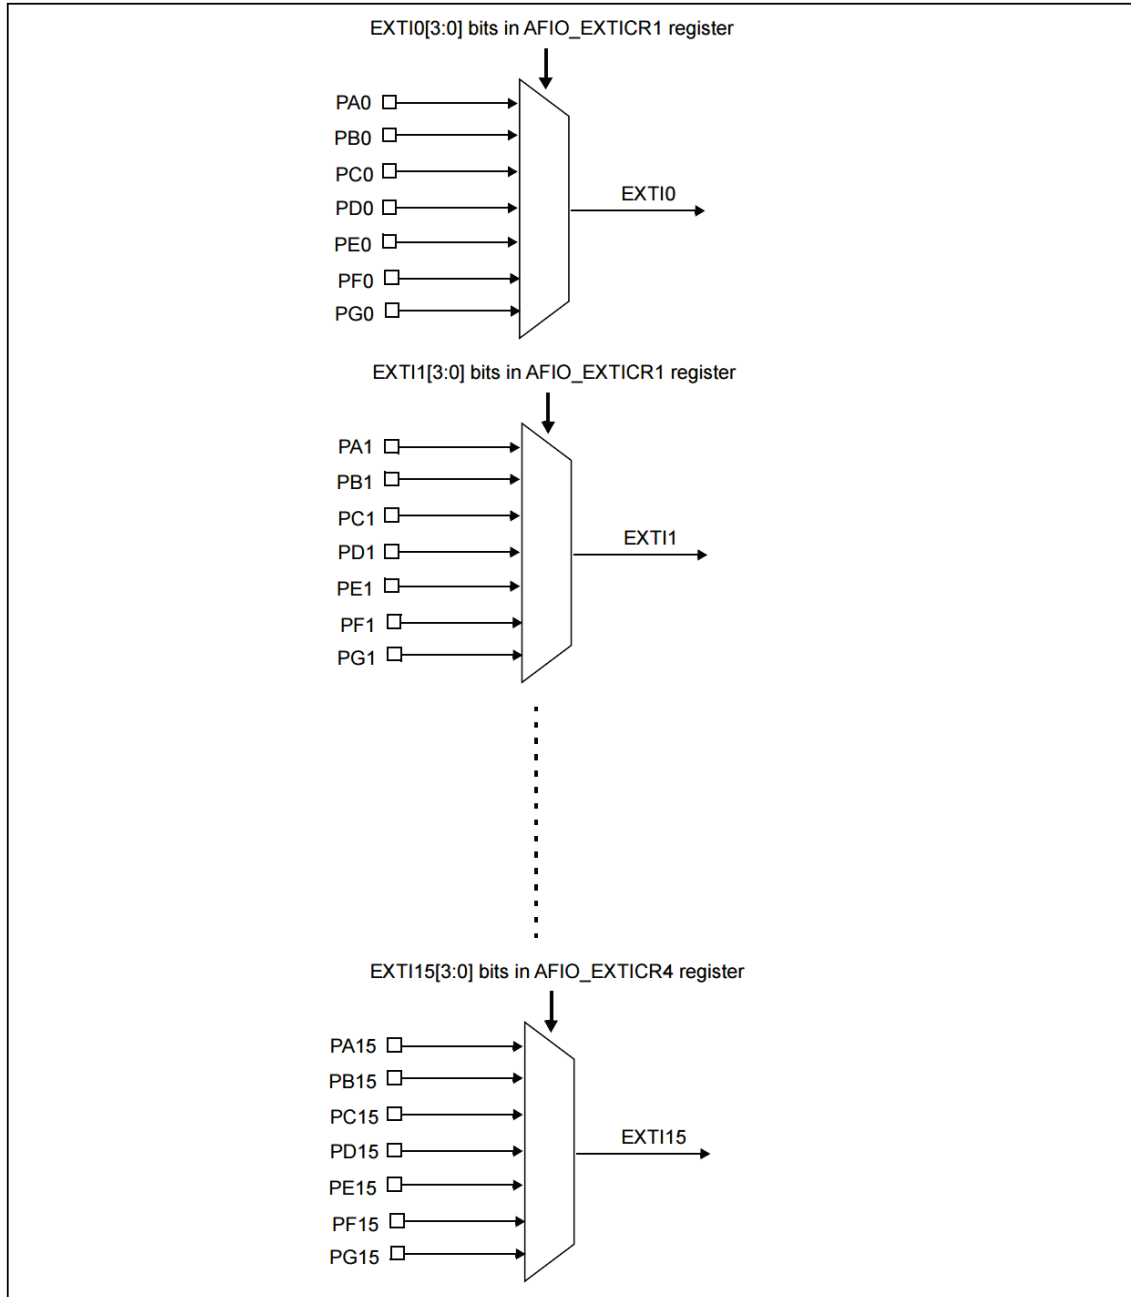 EXTI0[3:0] bits in AFIO_EXTICR1 register
PA0
PB0
PC0
PD0
PE0
PF0
PG0
EXTI0
EXTI1[3:0] bits in AFIO_EXTICR1 register
PA1
PB1
PC1
PD1
PE1
PF1
PG1
EXTI1
EXTI15[3:0] bits in AFIO_EXTICR4 register
PA15
PB15
PC15
PD15
PE15
PF15
PG15
EXTI15